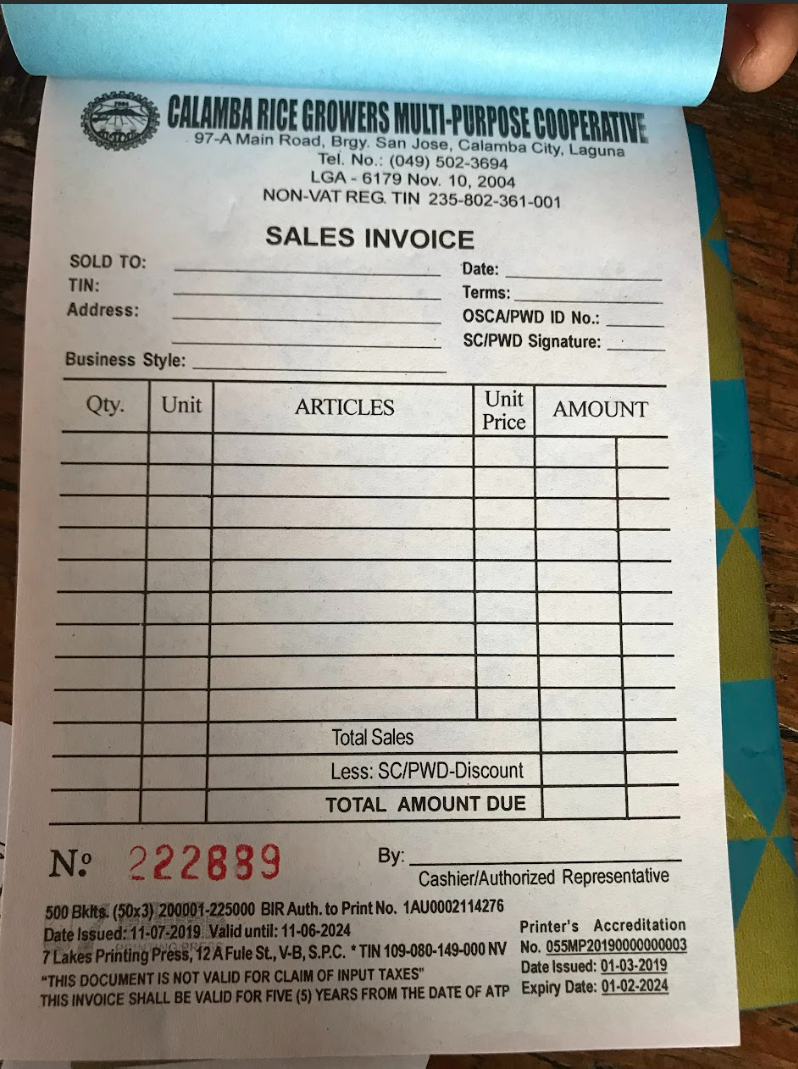 CALAMBA RICE GROWERS MULTI-PURPOSE COOPERATIVE
97-A Main Road, Brgy. San Jose, Calamba City, Laguna
Tel. No.: (049) 502-3694
LGA - 6179 Nov. 10, 2004
NON-VAT REG. TIN 235-802-361-001
SALES INVOICE
SOLD TO: Date:
TIN: Terms:
Address: OSCA/PWD ID No.:
SC/PWD Signature:
Business Style:
Qty. Unit ARTICLES Unit Price AMOUNT
Total Sales
Less: SC/PWD-Discount
TOTAL AMOUNT DUE
Nº 222889 By:
Cashier/Authorized Representative
500 Bklts. (50x3) 200001-225000 BIR Auth. to Print No. 1AU0002114276
Date Issued: 11-07-2019 Valid until: 11-06-2024
7 Lakes Printing Press, 12 A Fule St., V-B, S.P.C. * TIN 109-080-149-000 NV
"THIS DOCUMENT IS NOT VALID FOR CLAIM OF INPUT TAXES"
THIS INVOICE SHALL BE VALID FOR FIVE (5) YEARS FROM THE DATE OF ATP
Printer's Accreditation
No. 055MP20190000000003
Date Issued: 01-03-2019
Expiry Date: 01-02-2024